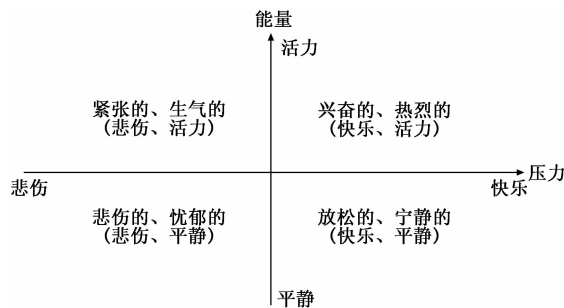 能量
活力
紧张的、生气的
（悲伤、活力）
兴奋的、热烈的
（快乐、活力）
压力
悲伤
快乐
悲伤的、忧郁的
（悲伤、平静）
放松的、宁静的
（快乐、平静）
平静